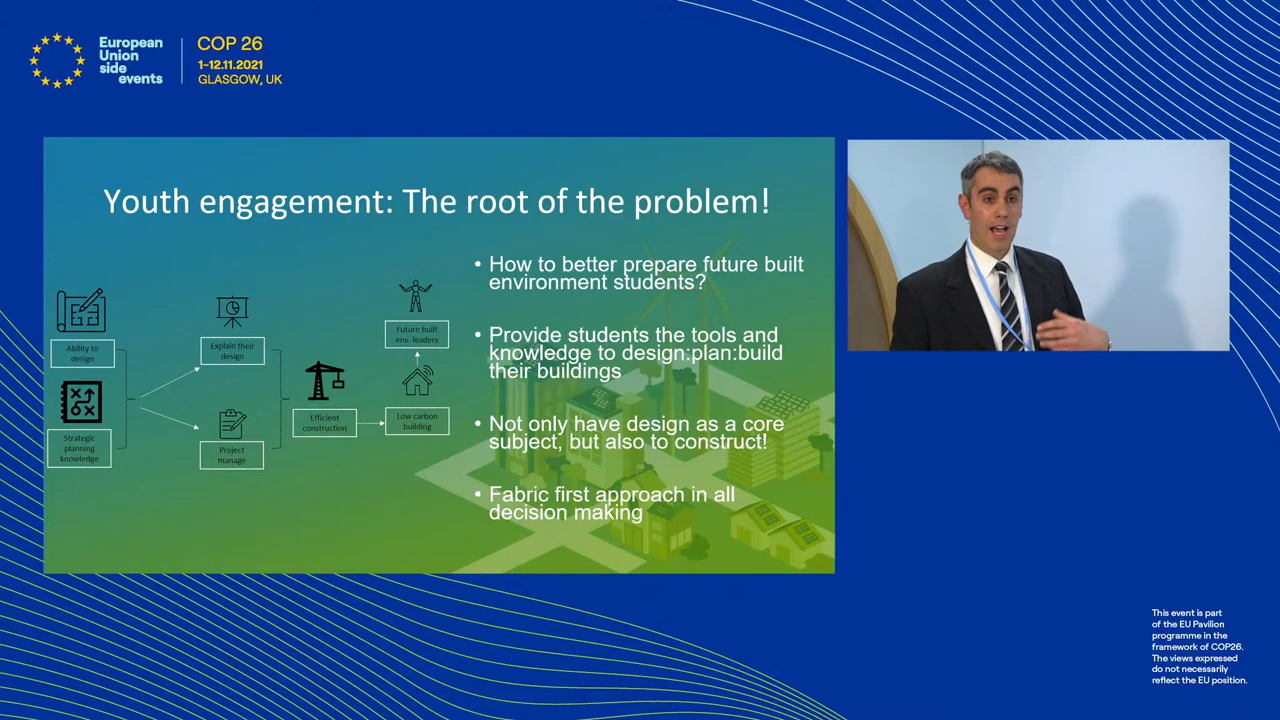 European
Union
side
events
COP 26
1-12.11.2021
GLASGOW, UK
Youth engagement: The root of the problem!
Ability to
design
Strategic
planning
knowledge
Explain their
design
Project
manage
Efficient
construction
Future built
env. leaders
Low carbon
building
• How to better prepare future built
environment students?
• Provide students the tools and
knowledge to design:plan:build
their buildings
• Not only have design as a core
subject, but also to construct!
• Fabric first approach in all
decision making
This event is part
of the EU Pavilion
programme in the
framework of COP26.
The views expressed
do not necessarily
reflect the EU position.